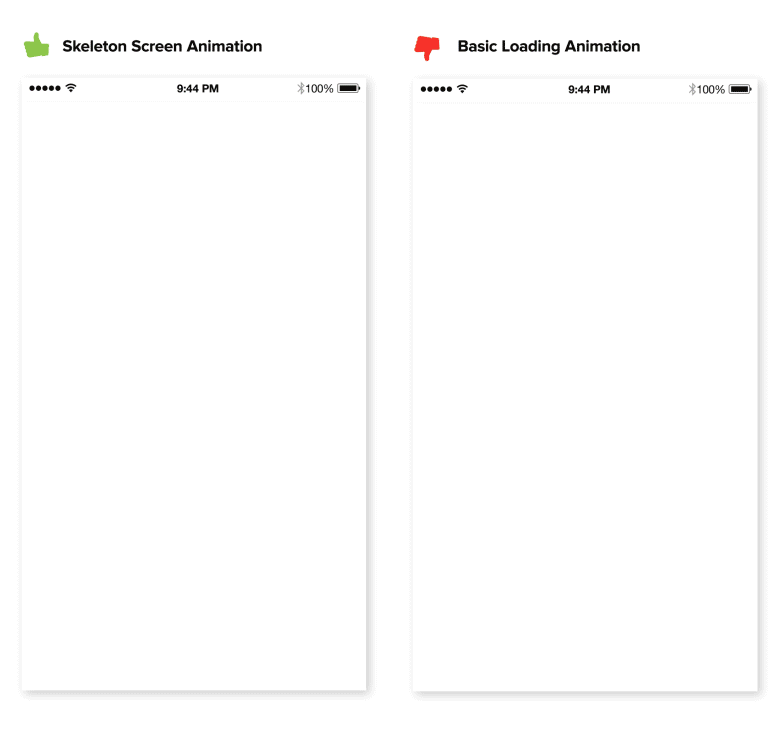 Skeleton Screen Animation
Basic Loading Animation
9:44 PM 100%
9:44 PM 100%